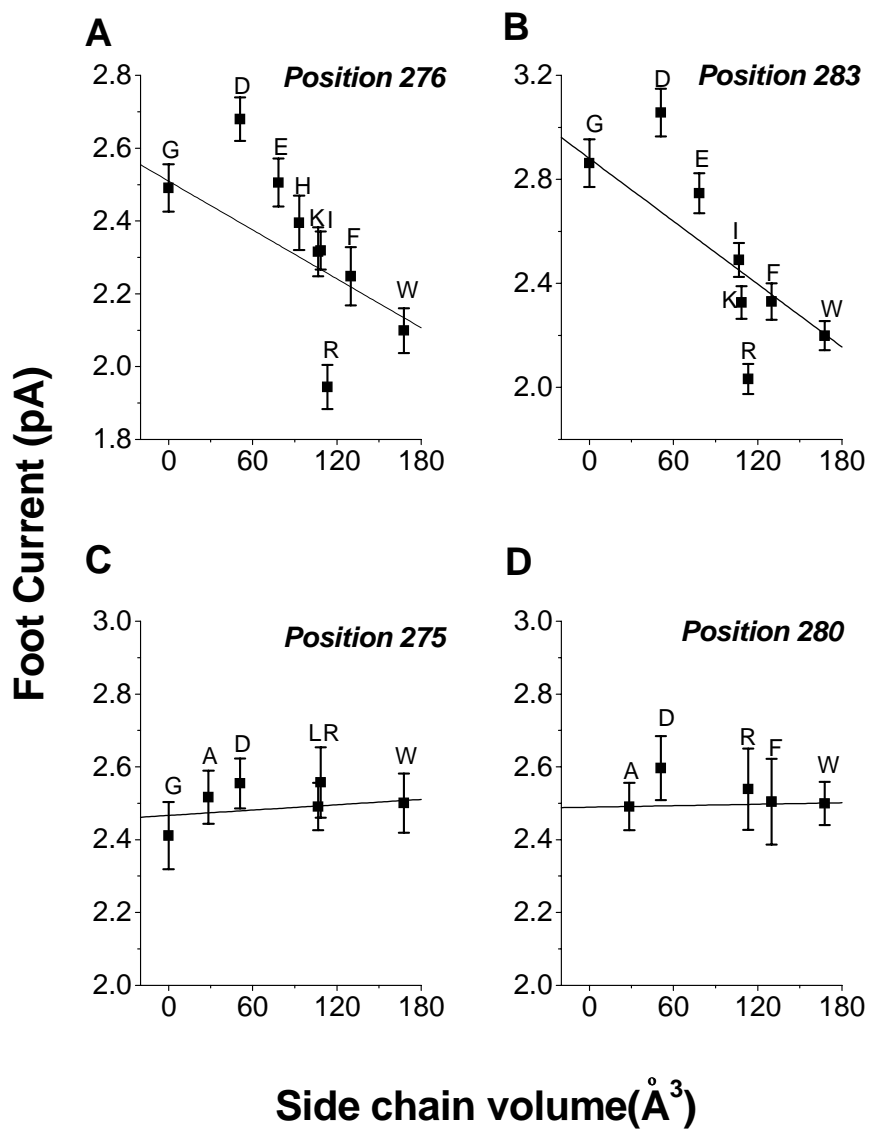 A
Position 276
2.8
2.6
2.4
2.2
2.0
1.8
G
D
E
H
K I
F
W
R
0 60 120 180
B
Position 283
3.2
2.8
2.4
2.0
G
D
E
I
K
F
W
R
0 60 120 180
Foot Current (pA)
C
Position 275
3.0
2.8
2.6
2.4
2.2
2.0
G
A
D
L R
W
0 60 120 180
D
Position 280
3.0
2.8
2.6
2.4
2.2
2.0
A
D
R
F
W
0 60 120 180
Side chain volume(Å³)